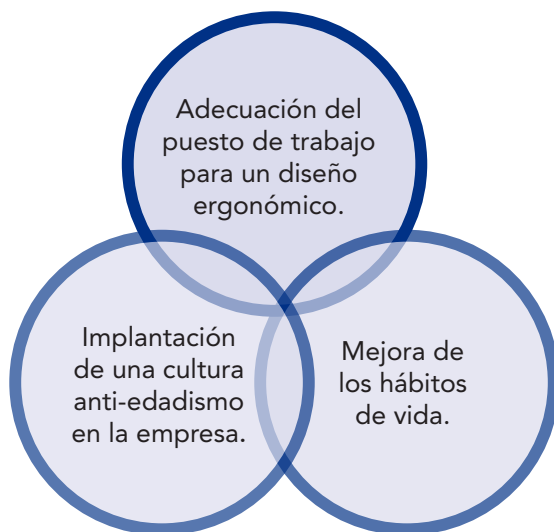 Adecuación del
puesto de trabajo
para un diseño
ergonómico.
Implantación
de una cultura
anti-edadismo
en la empresa.
Mejora de
los hábitos
de vida.